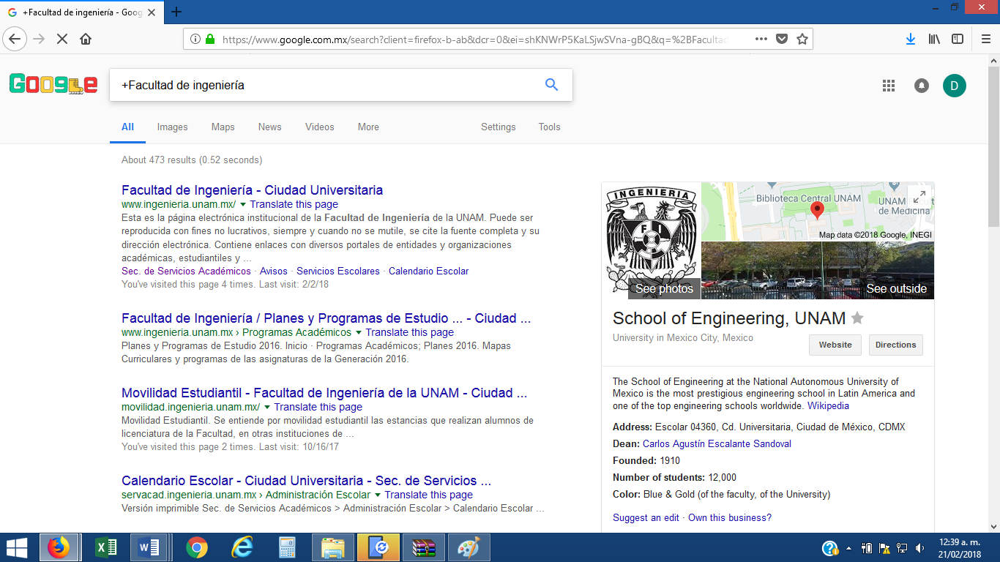 +Facultad de ingeniería - Goog
https://www.google.com.mx/search?client=firefox-b-ab&dcr=0&ei=shKNWrP5KaLSjwSVna-gBQ&q=%2BFacultad
Google
+Facultad de ingeniería
D
All Images Maps News Videos More Settings Tools
About 473 results (0.52 seconds)
Facultad de Ingeniería - Ciudad Universitaria
www.ingenieria.unam.mx/ Translate this page
Esta es la página electrónica institucional de la Facultad de Ingeniería de la UNAM. Puede ser
reproducida con fines no lucrativos, siempre y cuando no se mutile, se cite la fuente completa y su
dirección electrónica. Contiene enlaces con diversos portales de entidades y organizaciones
académicas, estudiantiles y ...
Sec. de Servicios Académicos · Avisos · Servicios Escolares · Calendario Escolar
You've visited this page 4 times. Last visit: 2/2/18
Facultad de Ingeniería / Planes y Programas de Estudio ... - Ciudad ...
www.ingenieria.unam.mx › Programas Académicos Translate this page
Planes y Programas de Estudio 2016. Inicio · Programas Académicos; Planes 2016. Mapas
Curriculares y programas de las asignaturas de la Generación 2016.
Movilidad Estudiantil - Facultad de Ingeniería de la UNAM - Ciudad ...
movilidad.ingenieria.unam.mx/ Translate this page
Movilidad Estudiantil. Se entiende por movilidad estudiantil las estancias que realizan alumnos de
licenciatura de la Facultad, en otras instituciones de ...
You've visited this page 2 times. Last visit: 10/16/17
Calendario Escolar - Ciudad Universitaria - Sec. de Servicios ...
servacad.ingenieria.unam.mx › Administración Escolar Translate this page
Versión imprimible Sec. de Servicios Académicos > Administración Escolar > Calendario Escolar ...
INGENIERIA
F I
See photos
Biblioteca Central UNAM
UNAM
de Medicina
Map data ©2018 Google, INEGI
See outside
School of Engineering, UNAM
University in Mexico City, Mexico
Website Directions
The School of Engineering at the National Autonomous University of
Mexico is the most prestigious engineering school in Latin America and
one of the top engineering schools worldwide. Wikipedia
Address: Escolar 04360, Cd. Universitaria, Ciudad de México, CDMX
Dean: Carlos Agustín Escalante Sandoval
Founded: 1910
Number of students: 12,000
Color: Blue & Gold (of the faculty, of the University)
Suggest an edit · Own this business?
12:39 a. m.
21/02/2018